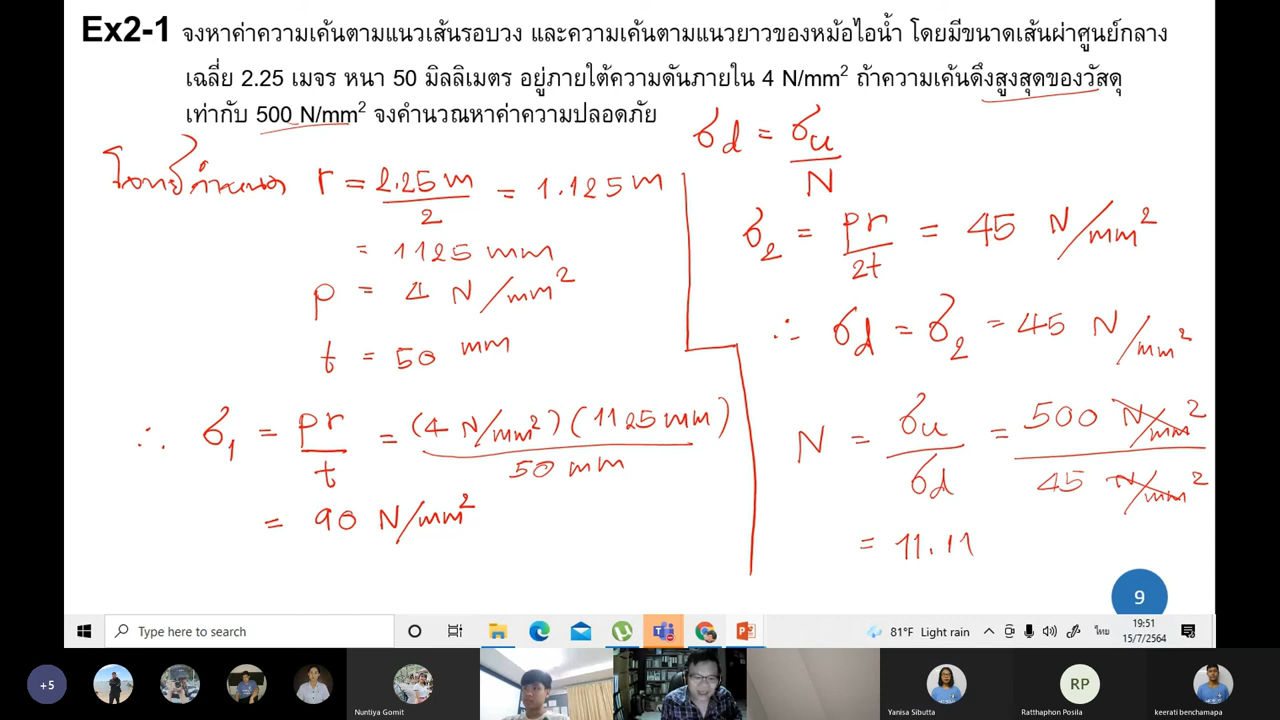 Ex2-1 จงหาค่าความเค้นตามแนวเส้นรอบวง และความเค้นตามแนวยาวของหม้อไอน้ำ โดยมีขนาดเส้นผ่าศูนย์กลาง
เฉลี่ย 2.25 เมจร หนา 50 มิลลิเมตร อยู่ภายใต้ความดันภายใน 4 N/mm² ถ้าความเค้นดึงสูงสุดของวัสดุ
เท่ากับ 500 N/mm² จงคำนวณหาค่าความปลอดภัย
โจทย์กำหนด r = 2.25 m / 2 = 1.125 m
= 1125 mm
p = 4 N/mm²
t = 50 mm
∴ σ₁ = pr/t = (4 N/mm²)(1125 mm) / 50 mm
= 90 N/mm²
σd = σu/N
σ₂ = pr/2t = 45 N/mm²
∴ σd = σ₂ = 45 N/mm²
N = σu/σd = 500 N/mm² / 45 N/mm²
= 11.11
9
Type here to search
81°F Light rain
ไทย
19:51
15/7/2564
+5
Nuntiya Gomit
Yanisa Sibutta
RP
Ratthaphon Posila
keerati benchamapa